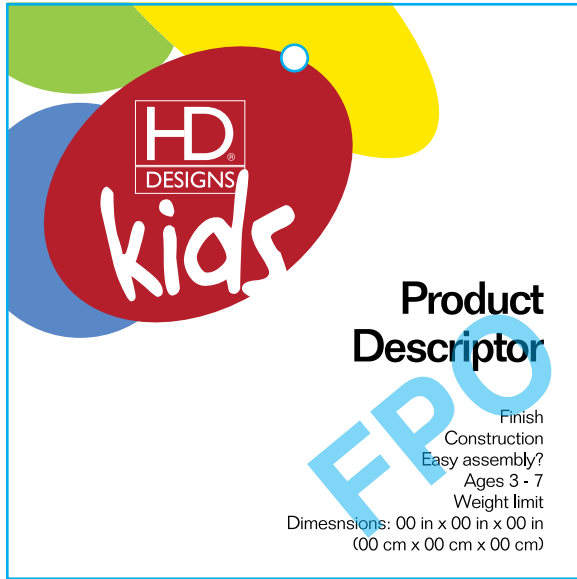 HD®
DESIGNS
kids
Product
Descriptor
FPO
Finish
Construction
Easy assembly?
Ages 3 - 7
Weight limit
Dimesnsions: 00 in x 00 in x 00 in
(00 cm x 00 cm x 00 cm)